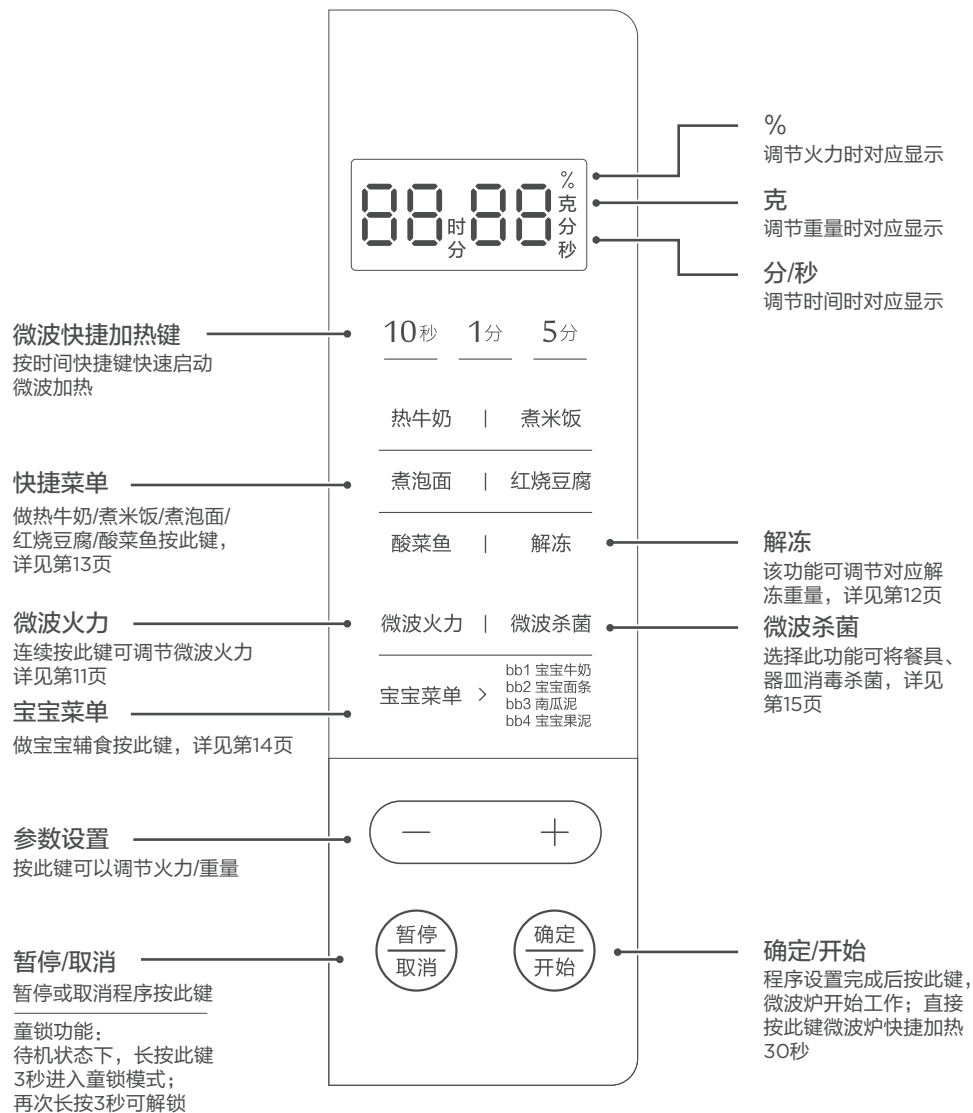 %
调节火力时对应显示
克
调节重量时对应显示
分/秒
调节时间时对应显示
88时分88%克分秒
微波快捷加热键
按时间快捷键快速启动
微波加热
10秒 1分 5分
热牛奶 | 煮米饭
快捷菜单
做热牛奶/煮米饭/煮泡面/
红烧豆腐/酸菜鱼按此键，
详见第13页
煮泡面 | 红烧豆腐
酸菜鱼 | 解冻
解冻
该功能可调节对应解
冻重量，详见第12页
微波火力
连续按此键可调节微波火力
详见第11页
微波火力 | 微波杀菌
微波杀菌
选择此功能可将餐具、
器皿消毒杀菌，详见
第15页
宝宝菜单
做宝宝辅食按此键，详见第14页
宝宝菜单 >
bb1 宝宝牛奶
bb2 宝宝面条
bb3 南瓜泥
bb4 宝宝果泥
参数设置
按此键可以调节火力/重量
— +
暂停/取消
暂停或取消程序按此键
童锁功能：
待机状态下，长按此键
3秒进入童锁模式；
再次长按3秒可解锁
暂停
取消
确定
开始
确定/开始
程序设置完成后按此键，
微波炉开始工作；直接
按此键微波炉快捷加热
30秒